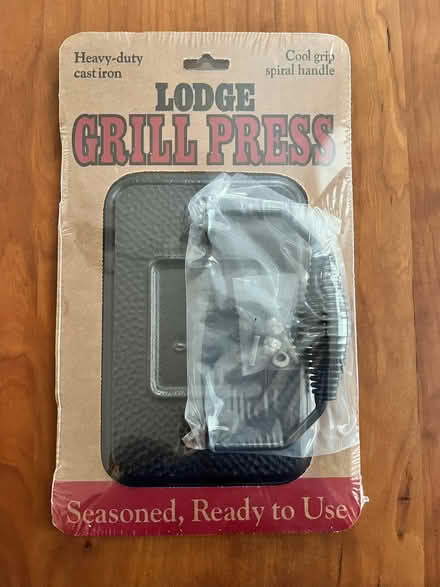 Heavy-duty
cast iron
Cool grip
spiral handle
LODGE
GRILL PRESS
Seasoned, Ready to Use